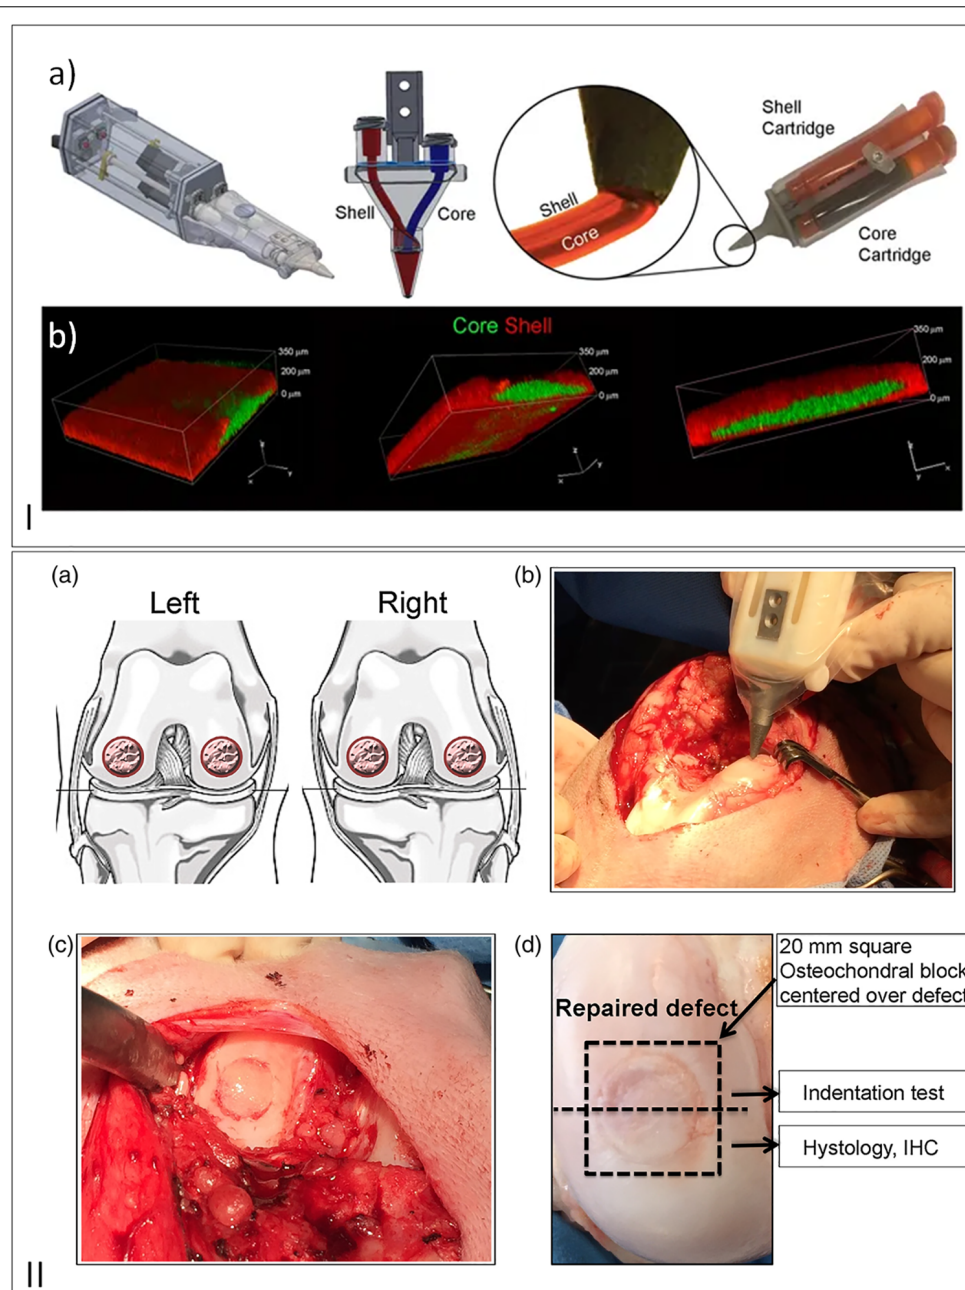 a)
Shell
Core
Shell
Core
Shell
Cartridge
Core
Cartridge
b)
Core Shell
350 µm
200 µm
0 µm
z
x
y
350 µm
200 µm
0 µm
z
x
y
350 µm
200 µm
0 µm
z
y
I
(a)
Left
Right
(b)
(c)
(d)
20 mm square
Osteochondral block
centered over defect
Repaired defect
Indentation test
Hystology, IHC
II